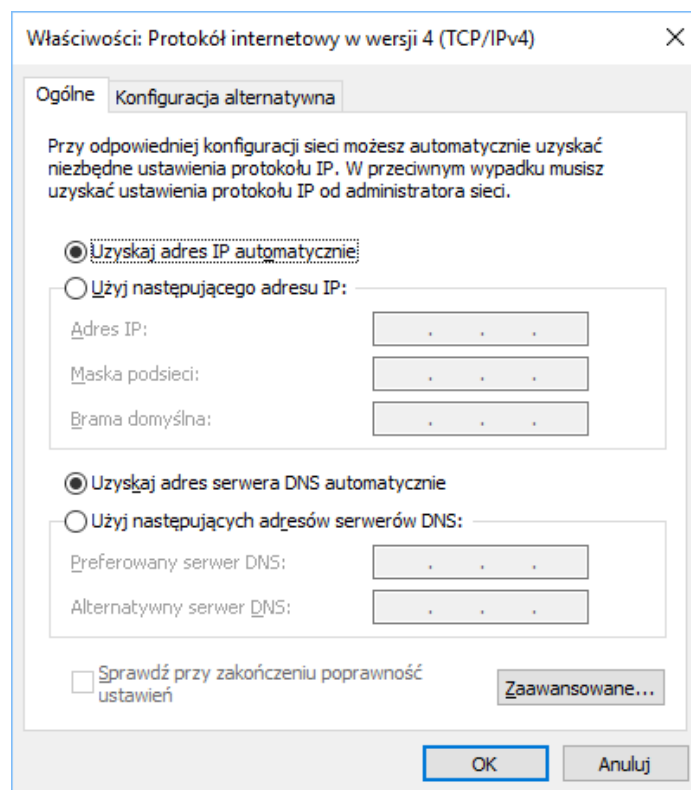 Właściwości: Protokół internetowy w wersji 4 (TCP/IPv4)
Ogólne
Konfiguracja alternatywna
Przy odpowiedniej konfiguracji sieci możesz automatycznie uzyskać
niezbędne ustawienia protokołu IP. W przeciwnym wypadku musisz
uzyskać ustawienia protokołu IP od administratora sieci.
Uzyskaj adres IP automatycznie
Użyj następującego adresu IP:
Adres IP:
Maska podsieci:
Brama domyślna:
Uzyskaj adres serwera DNS automatycznie
Użyj następujących adresów serwerów DNS:
Preferowany serwer DNS:
Alternatywny serwer DNS:
Sprawdź przy zakończeniu poprawność
ustawień
Zaawansowane...
OK
Anuluj